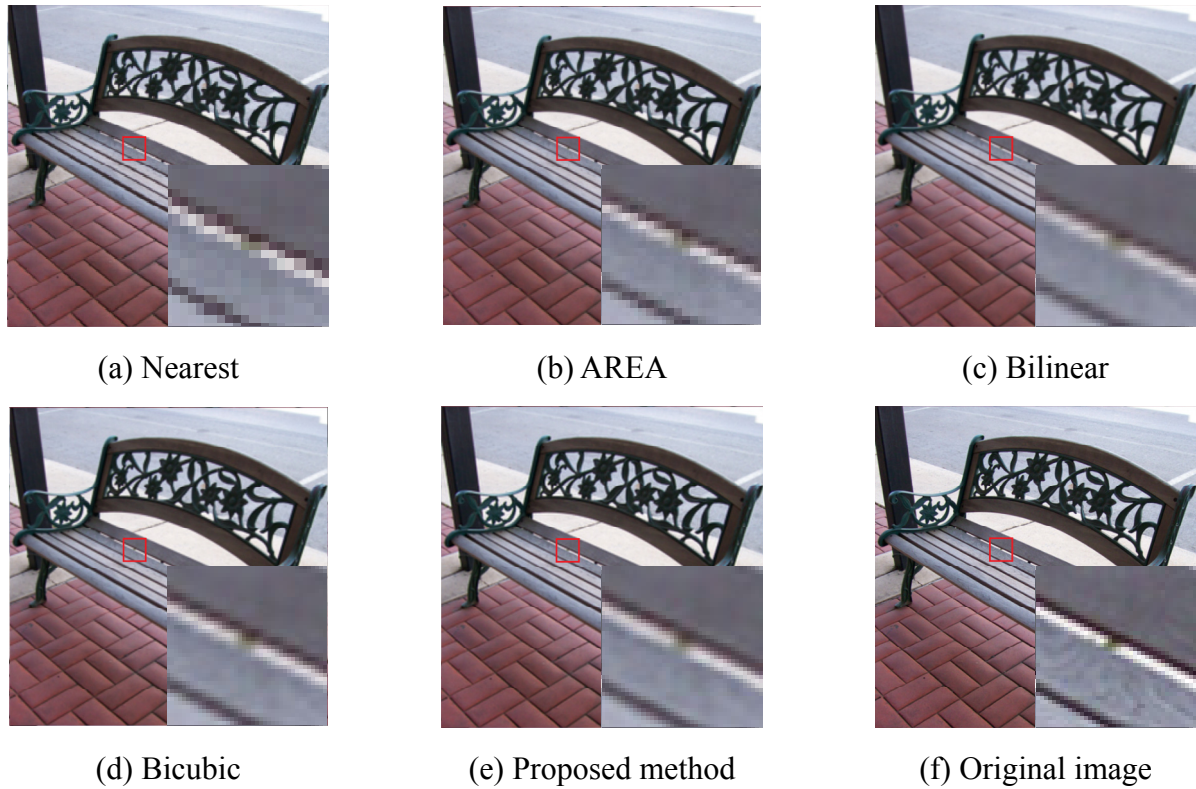 (a) Nearest
(b) AREA
(c) Bilinear
(d) Bicubic
(e) Proposed method
(f) Original image